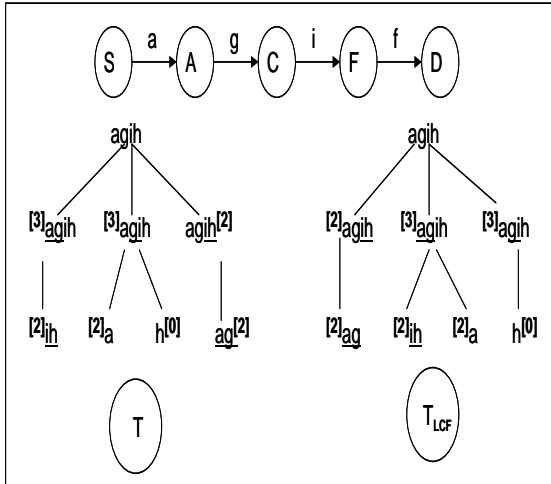 a g i f
S A C F D
agih agih
[3]agih [3]agih agih[2] [2]agih [3]agih [3]agih
[2]ih [2]a h[0] ag[2] [2]ag [2]ih [2]a h[0]
T TLCF